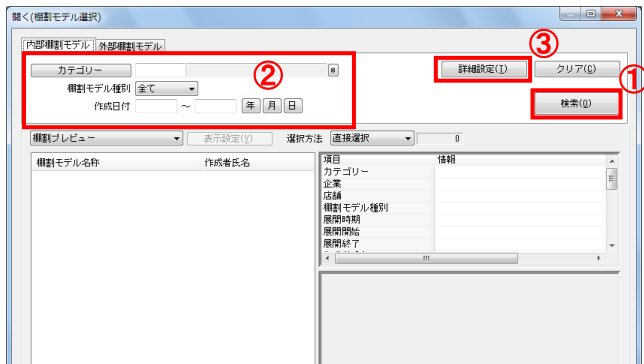 開く(棚割モデル選択)
内部棚割モデル 外部棚割モデル
③
カテゴリー ② * 詳細設定(I) クリア(C) ①
棚割モデル種別 全て
検索(Q)
作成日付 ～ 年 月 日
棚割プレビュー 表示設定(V) 選択方法 直接選択 0
棚割モデル名称 作成者氏名 項目 情報
カテゴリー
企業
店舗
棚割モデル種別
展開時期
展開開始
展開終了